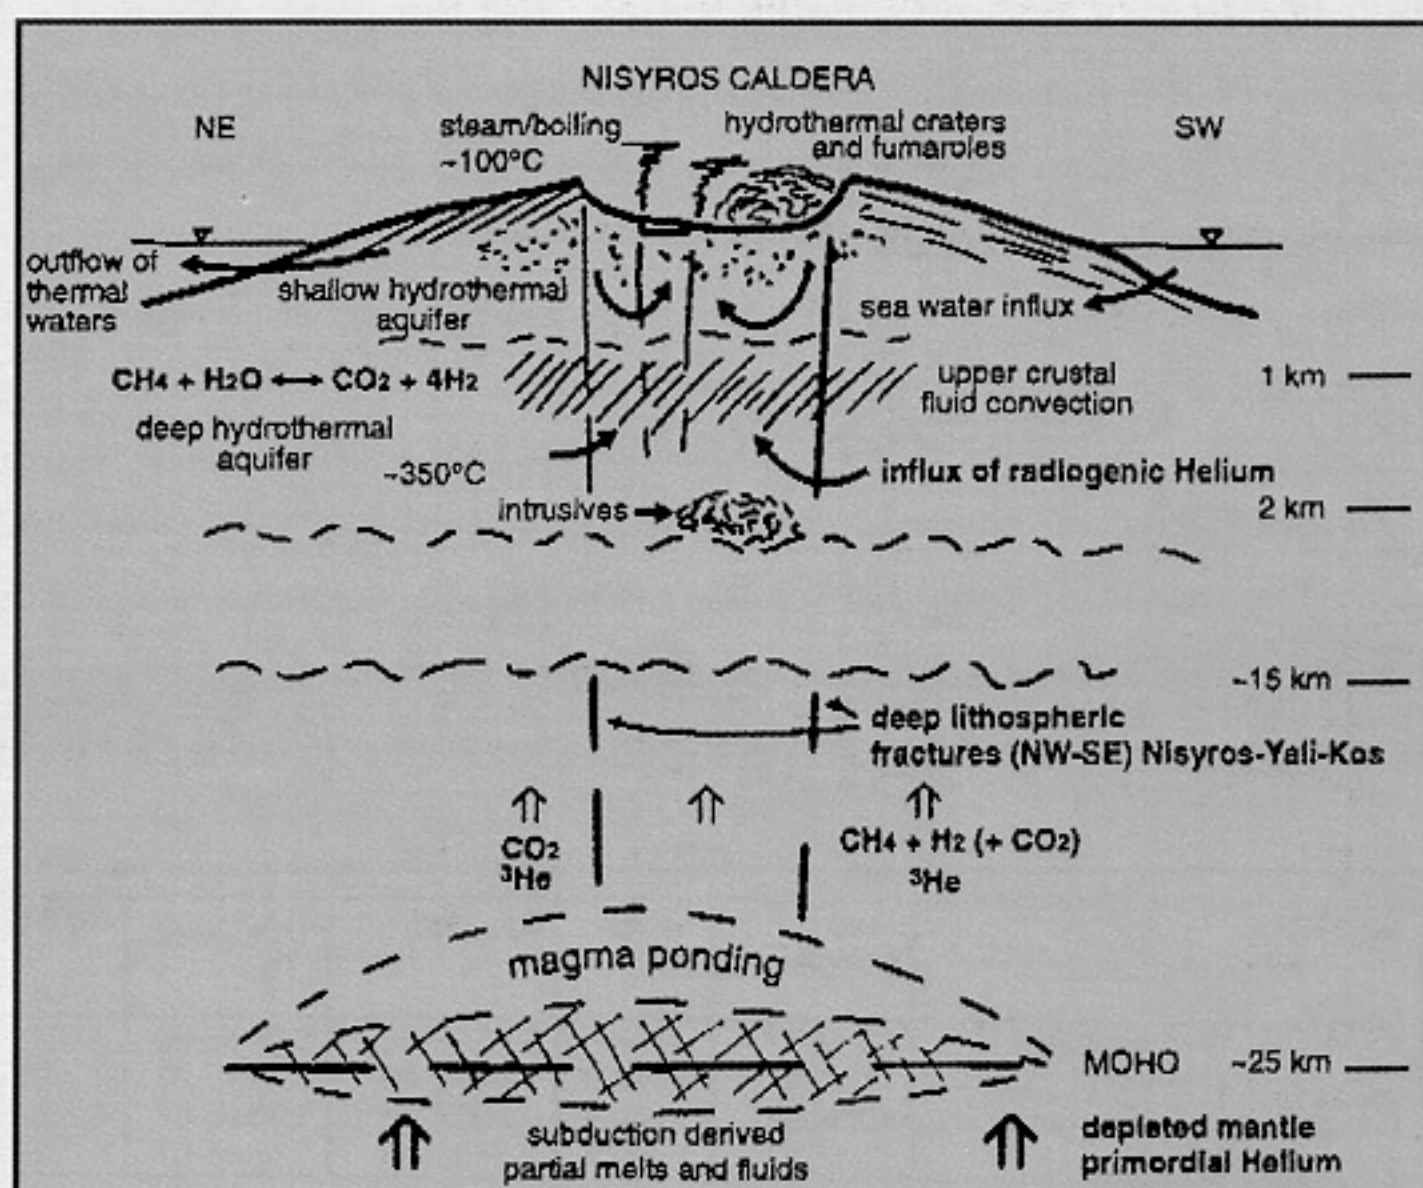 NISYROS CALDERA
NE
steam/boiling
~100°C
hydrothermal craters
and fumaroles
SW
outflow of
thermal
waters
shallow hydrothermal
aquifer
sea water influx
CH4 + H2O ⟷ CO2 + 4H2
upper crustal
fluid convection
1 km
deep hydrothermal
aquifer
~350°C
influx of radiogenic Helium
intrusives
2 km
~15 km
deep lithospheric
fractures (NW-SE) Nisyros-Yali-Kos
CO2
³He
CH4 + H2 (+ CO2)
³He
magma ponding
MOHO ~25 km
subduction derived
partial melts and fluids
depleted mantle
primordial Helium